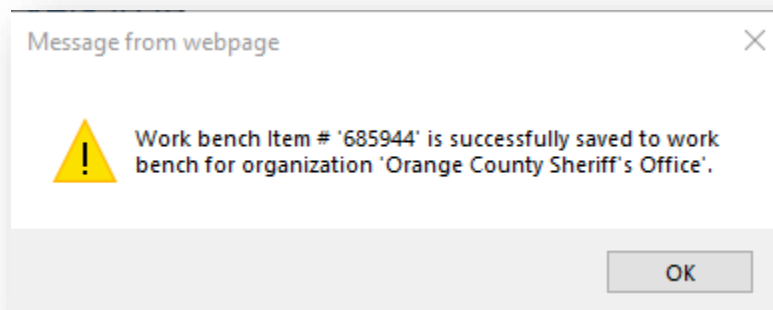 Message from webpage
Work bench Item # '685944' is successfully saved to work
bench for organization 'Orange County Sheriff's Office'.
OK